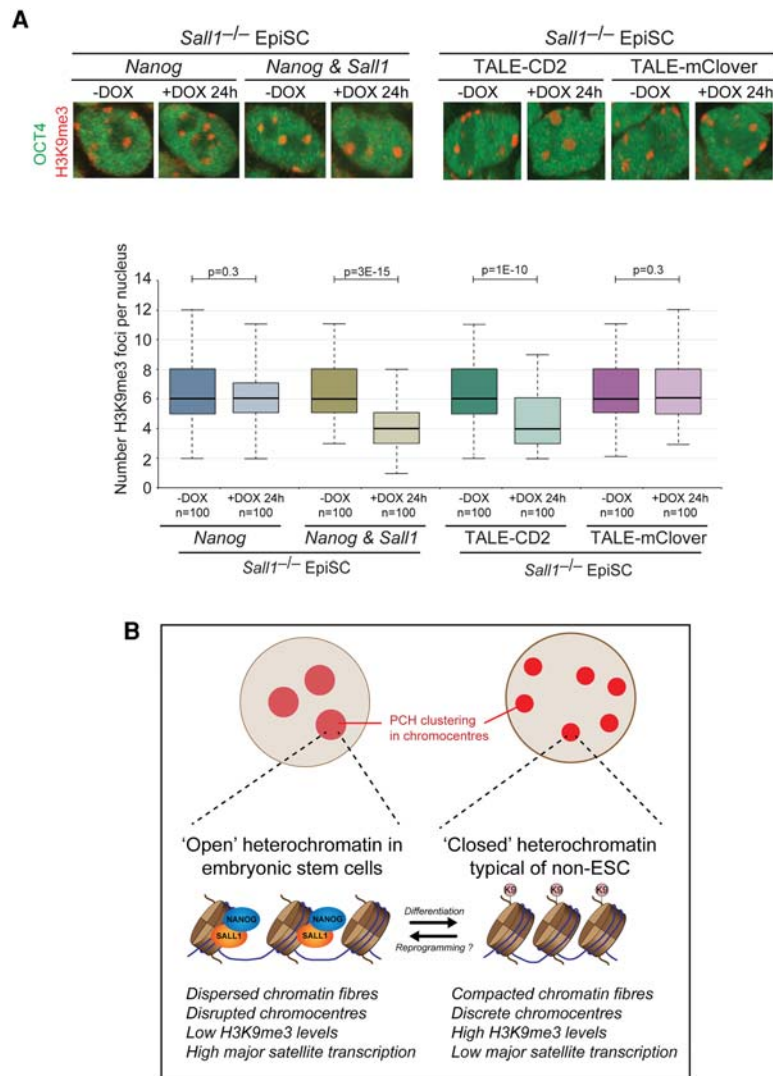 A
Sall1–/– EpiSC
Sall1–/– EpiSC
Nanog
Nanog & Sall1
TALE-CD2
TALE-mClover
-DOX
+DOX 24h
-DOX
+DOX 24h
-DOX
+DOX 24h
-DOX
+DOX 24h
OCT4
H3K9me3
Number H3K9me3 foci per nucleus
14
12
10
8
6
4
2
0
p=0.3
p=3E-15
p=1E-10
p=0.3
-DOX
n=100
+DOX 24h
n=100
-DOX
n=100
+DOX 24h
n=100
-DOX
n=100
+DOX 24h
n=100
-DOX
n=100
+DOX 24h
n=100
Nanog
Nanog & Sall1
TALE-CD2
TALE-mClover
Sall1–/– EpiSC
Sall1–/– EpiSC
B
PCH clustering
in chromocentres
'Open' heterochromatin in
embryonic stem cells
'Closed' heterochromatin
typical of non-ESC
NANOG
SALL1
NANOG
SALL1
Differentiation
Reprogramming ?
K9
K9
K9
Dispersed chromatin fibres
Disrupted chromocentres
Low H3K9me3 levels
High major satellite transcription
Compacted chromatin fibres
Discrete chromocentres
High H3K9me3 levels
Low major satellite transcription